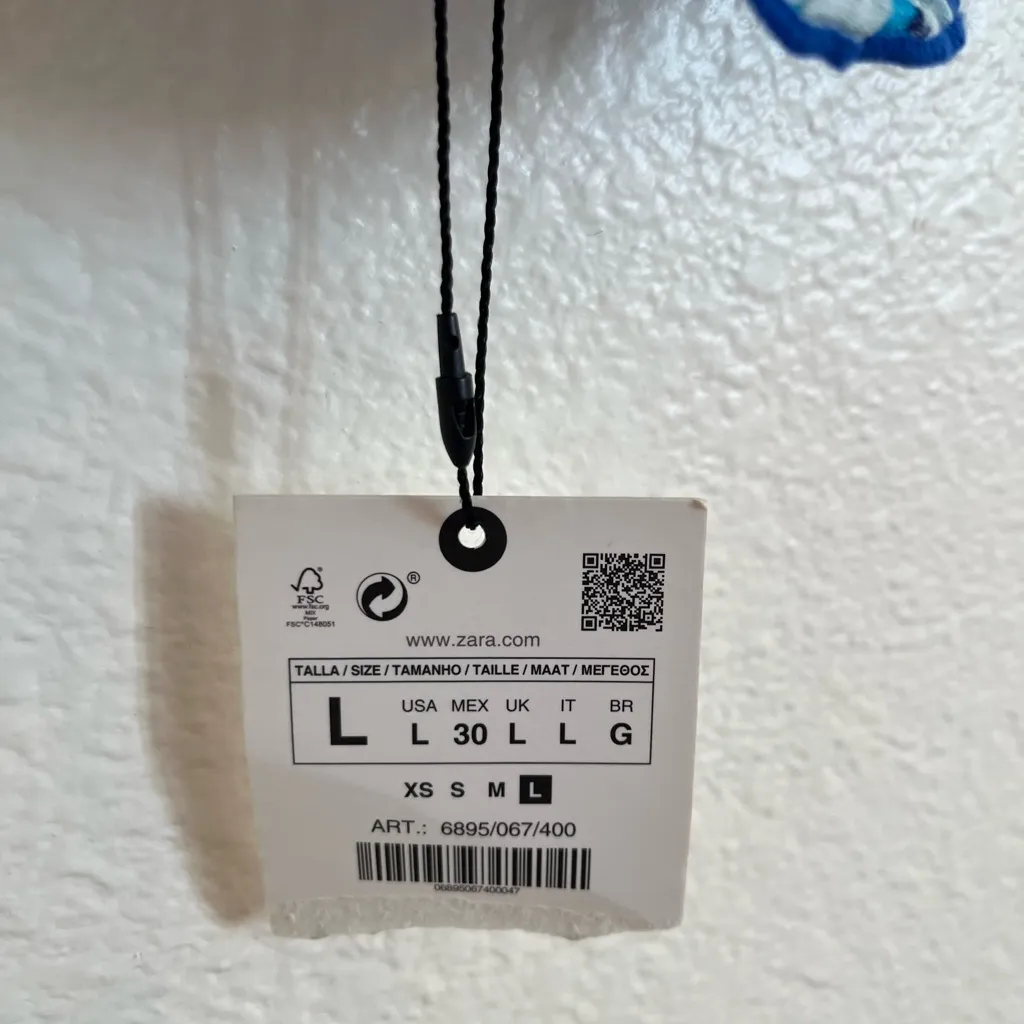 FSC
www.fsc.org
MIX
Paper
FSC® C148051
®
www.zara.com
TALLA / SIZE / TAMANHO / TAILLE / MAAT / ΜΕΓΕΘΟΣ
L
USA MEX UK IT BR
L 30 L L G
XS S M L
ART.: 6895/067/400
06895067400047